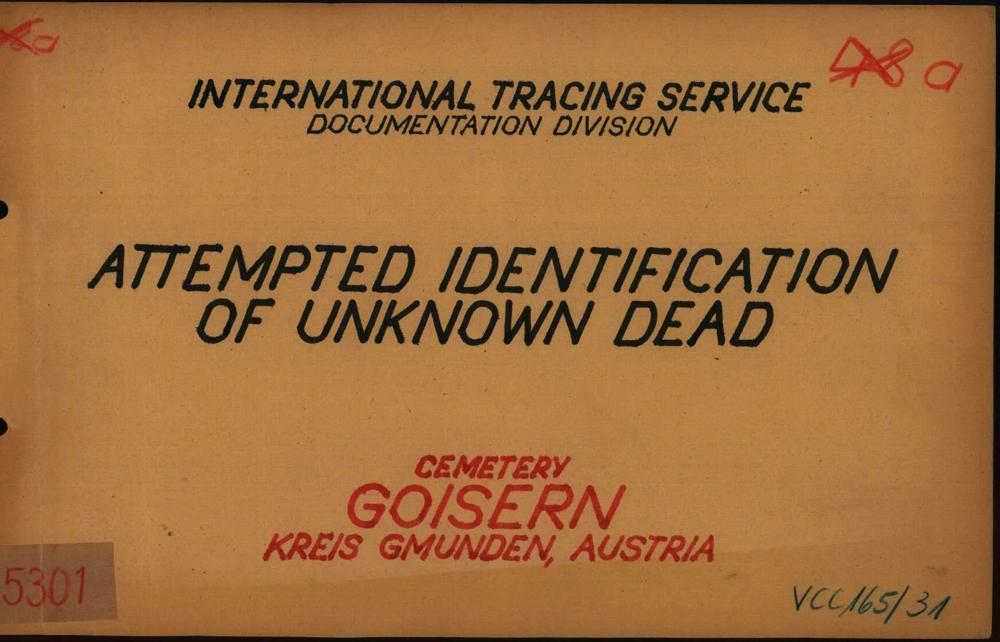 48 a
INTERNATIONAL TRACING SERVICE
DOCUMENTATION DIVISION
ATTEMPTED IDENTIFICATION
OF UNKNOWN DEAD
CEMETERY
GOISERN
KREIS GMUNDEN, AUSTRIA
5301
VCC/165/31